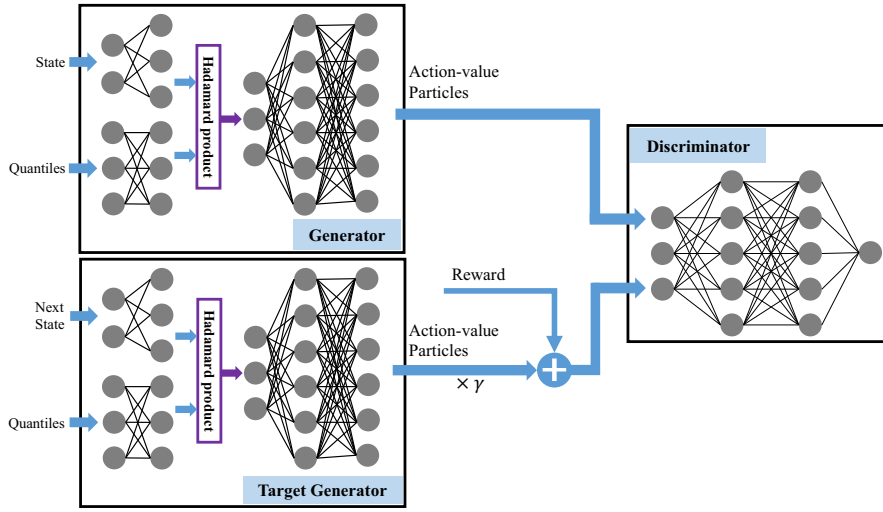 State
Quantiles
Hadamard product
Action-value
Particles
Generator
Discriminator
Next
State
Quantiles
Hadamard product
Reward
Action-value
Particles
× γ
Target Generator